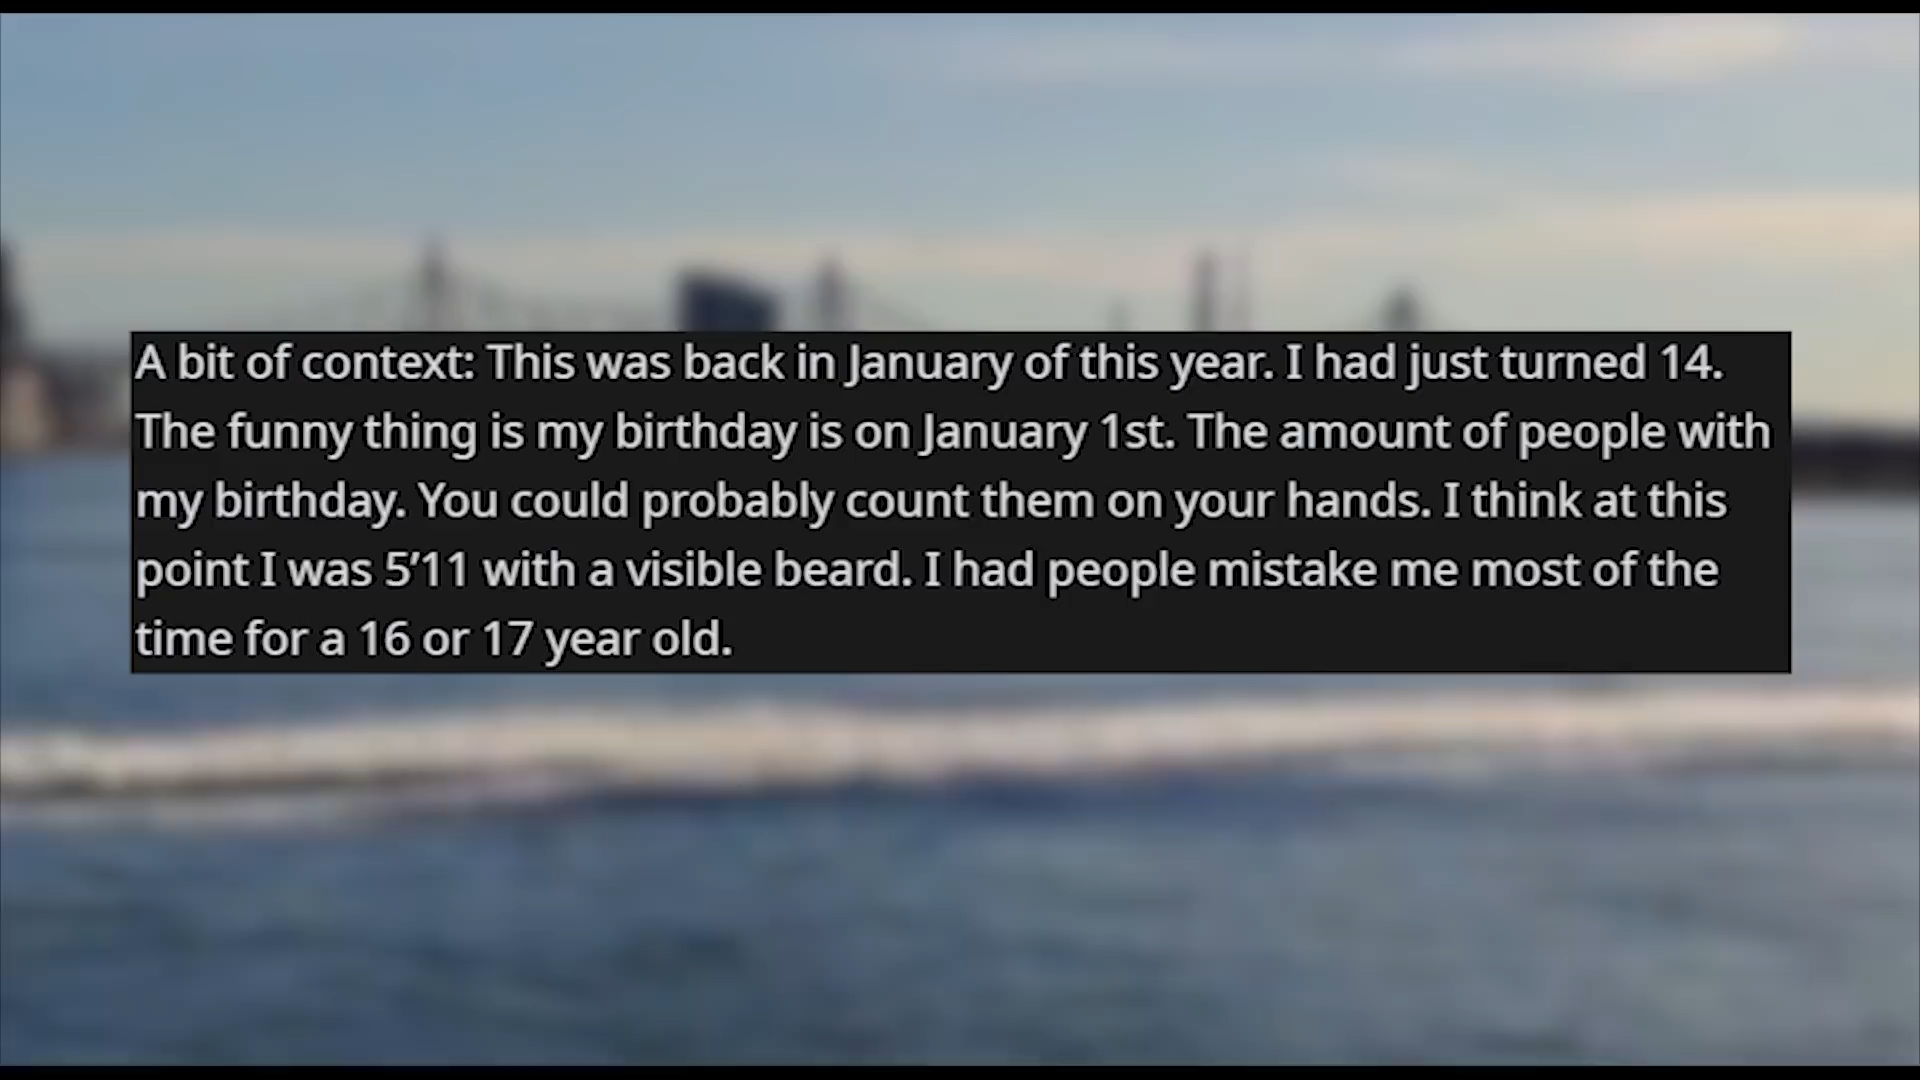 A bit of context: This was back in January of this year. I had just turned 14.
The funny thing is my birthday is on January 1st. The amount of people with
my birthday. You could probably count them on your hands. I think at this
point I was 5’11 with a visible beard. I had people mistake me most of the
time for a 16 or 17 year old.